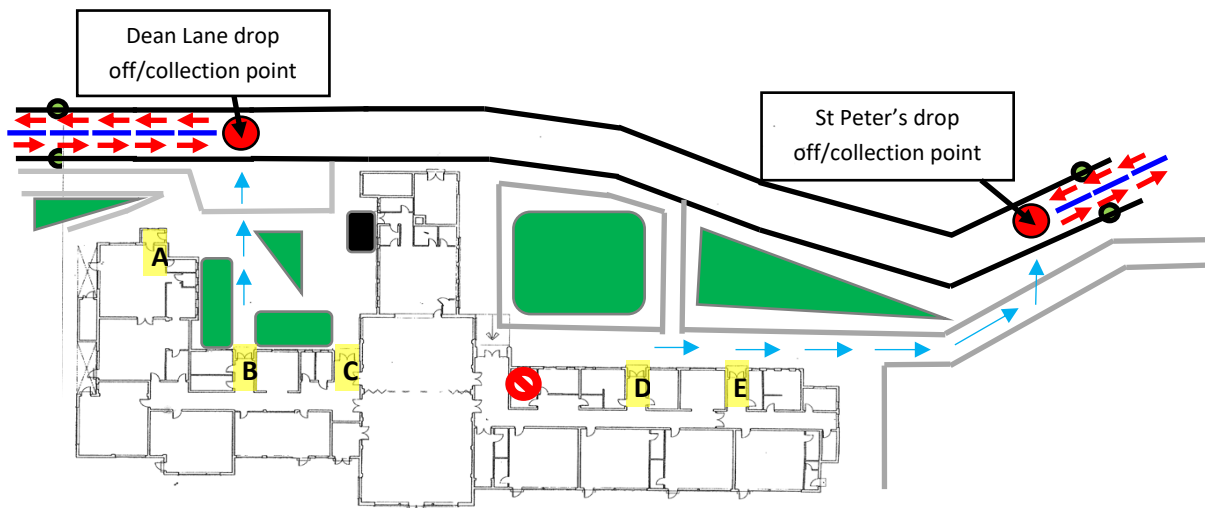 Dean Lane drop
off/collection point
St Peter’s drop
off/collection point
A
B
C
D
E